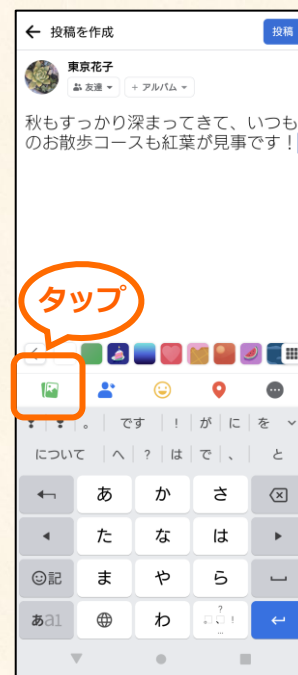 投稿を作成
投稿
東京花子
友達
+ アルバム
秋もすっかり深まってきて、いつも
のお散歩コースも紅葉が見事です！
タップ
。 です ！ が に を
について へ ？ は で 、 と
あ か さ
た な は
記 ま や ら
あa1 わ